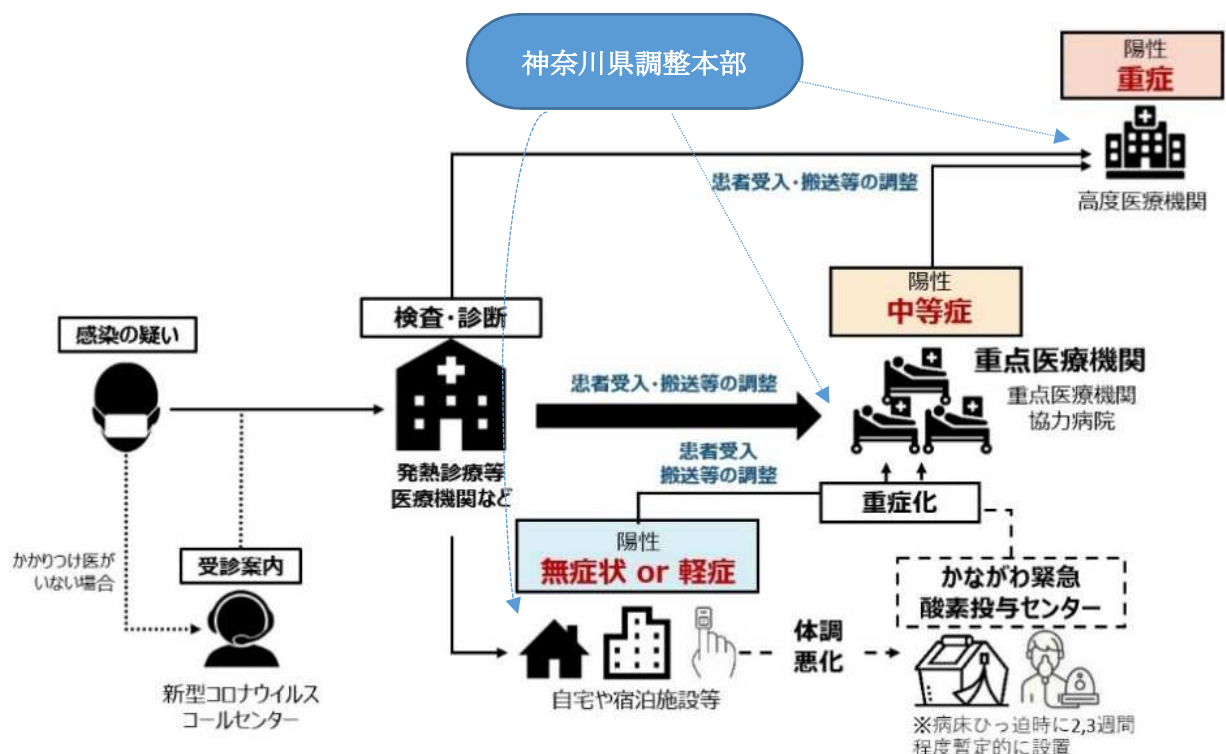 神奈川県調整本部
陽性
重症
高度医療機関
患者受入・搬送等の調整
陽性
中等症
重点医療機関
重点医療機関
協力病院
検査・診断
感染の疑い
患者受入・搬送等の調整
発熱診療等
医療機関など
患者受入
搬送等の調整
重症化
陽性
無症状 or 軽症
かかりつけ医が
いない場合
受診案内
新型コロナウイルス
コールセンター
自宅や宿泊施設等
体調
悪化
かながわ緊急
酸素投与センター
※病床ひっ迫時に2,3週間
程度暫定的に設置